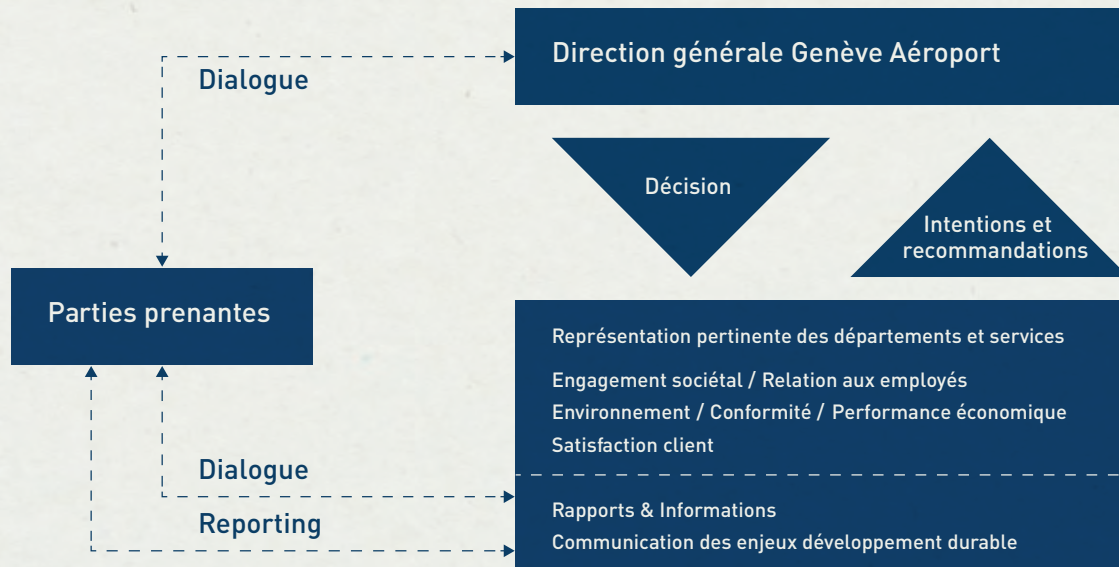 Direction générale Genève Aéroport
Dialogue
Décision
Intentions et
recommandations
Parties prenantes
Représentation pertinente des départements et services
Engagement sociétal / Relation aux employés
Environnement / Conformité / Performance économique
Satisfaction client
Dialogue
Reporting
Rapports & Informations
Communication des enjeux développement durable